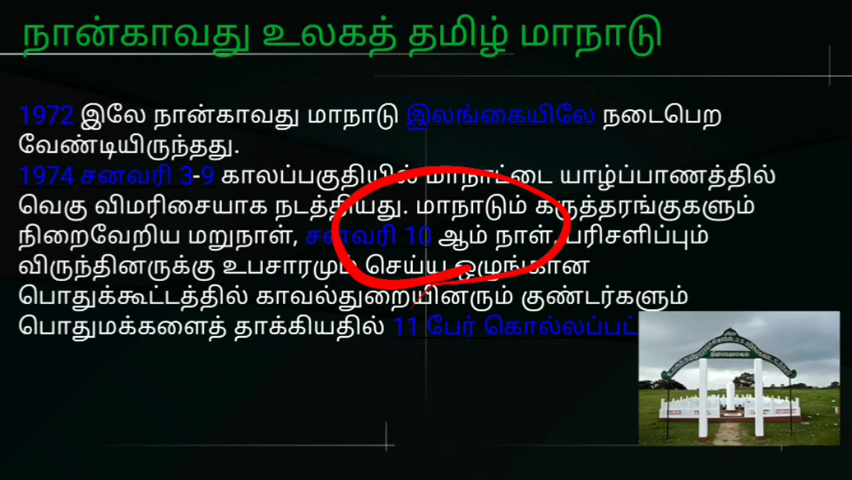 நான்காவது உலகத் தமிழ் மாநாடு
1972 இலே நான்காவது மாநாடு இலங்கையிலே நடைபெற
வேண்டியிருந்தது.
1974 சனவரி 3-9 காலப்பகுதியில் மாநாட்டை யாழ்ப்பாணத்தில்
வெகு விமரிசையாக நடத்தியது. மாநாடும் கருத்தரங்குகளும்
நிறைவேறிய மறுநாள், சனவரி 10 ஆம் நாள், பரிசளிப்பும்
விருந்தினருக்கு உபசாரமும் செய்ய ஒழுங்கான
பொதுக்கூட்டத்தில் காவல்துறையினரும் குண்டர்களும்
பொதுமக்களைத் தாக்கியதில் 11 பேர்